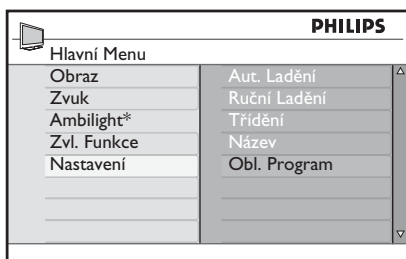 PHILIPS
Hlavní Menu
Obraz
Zvuk
Ambilight*
Zvl. Funkce
Nastavení
Aut. Ladění
Ruční Ladění
Třídění
Název
Obl. Program